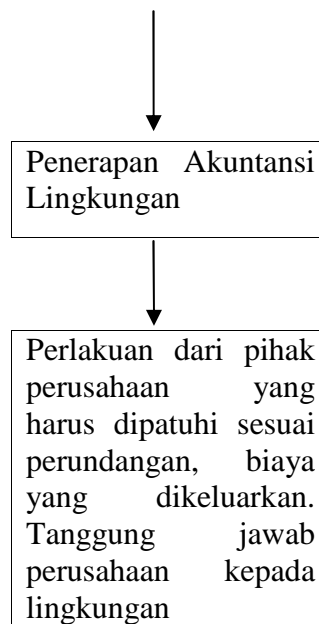 Penerapan Akuntansi
Lingkungan
Perlakuan dari pihak
perusahaan yang
harus dipatuhi sesuai
perundangan, biaya
yang dikeluarkan.
Tanggung jawab
perusahaan kepada
lingkungan